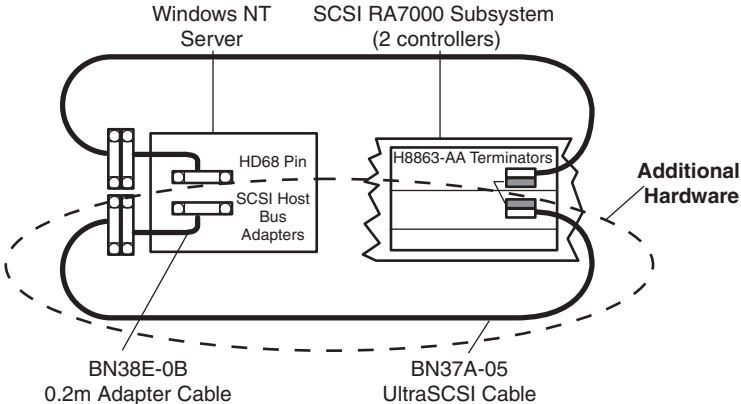 Windows NT
Server
SCSI RA7000 Subsystem
(2 controllers)
HD68 Pin
SCSI Host
Bus
Adapters
H8863-AA Terminators
Additional
Hardware
BN38E-0B
0.2m Adapter Cable
BN37A-05
UltraSCSI Cable